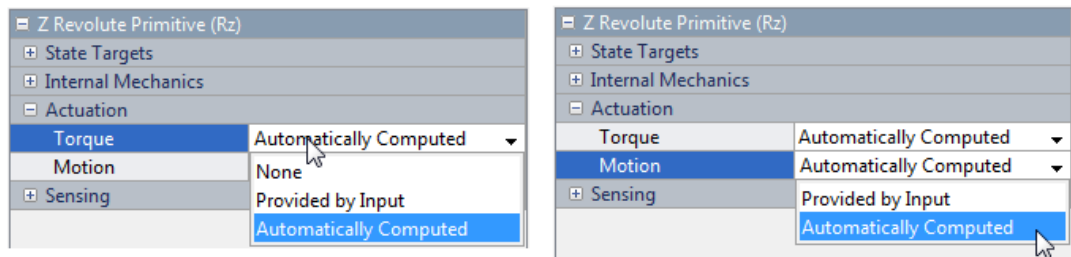 Z Revolute Primitive (Rz)
State Targets
Internal Mechanics
Actuation
Torque Automatically Computed
Motion None
Provided by Input
Sensing
Automatically Computed
Z Revolute Primitive (Rz)
State Targets
Internal Mechanics
Actuation
Torque Automatically Computed
Motion Automatically Computed
Sensing Provided by Input
Automatically Computed